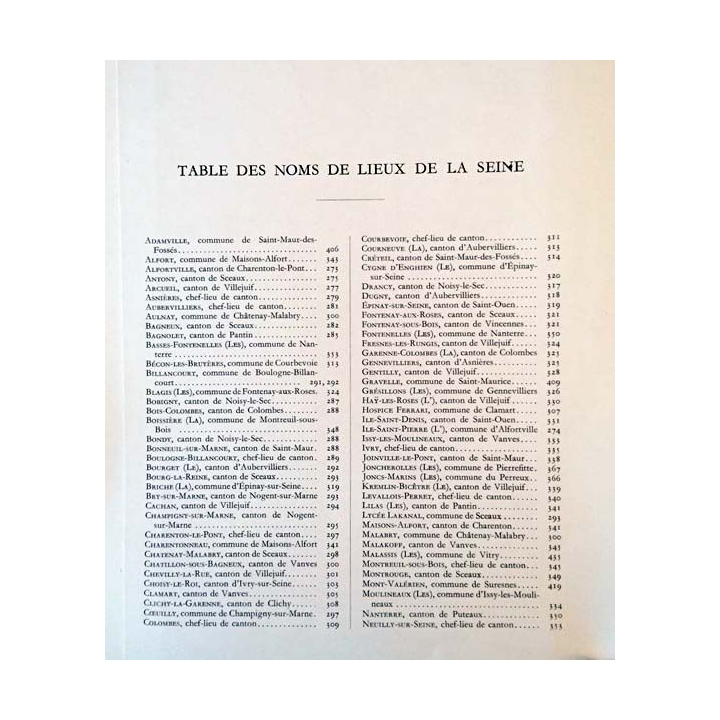 TABLE DES NOMS DE LIEUX DE LA SEINE
ADAMVILLE, commune de Saint-Maur-des-
Fossés.......................... 406
ALFORT, commune de Maisons-Alfort...... 343
ALFORTVILLE, canton de Charenton-le-Pont... 275
ANTONY, canton de Sceaux............. 275
ARCUEIL, canton de Villejuif............ 277
ASNIÈRES, chef-lieu de canton........... 279
AUBERVILLIERS, chef-lieu de canton....... 281
AULNAY, commune de Châtenay-Malabry... 300
BAGNEUX, canton de Sceaux............ 282
BAGNOLET, canton de Pantin............ 285
BASSES-FONTENELLES (LES), commune de Nan-
terre .......................... 333
BÉCON-LES-BRUYÈRES, commune de Courbevoie 313
BILLANCOURT, commune de Boulogne-Billan-
court....................... 291, 292
BLAGIS (LES), commune de Fontenay-aux-Roses. 324
BOBIGNY, canton de Noisy-le-Sec......... 287
BOIS-COLOMBES, canton de Colombes....... 288
BOISSIÈRE (LA), commune de Montreuil-sous-
Bois .......................... 348
BONDY, canton de Noisy-le-Sec.......... 288
BONNEUIL-SUR-MARNE, canton de Saint-Maur. 288
BOULOGNE-BILLANCOURT, chef-lieu de canton. 289
BOURGET (LE), canton d'Aubervilliers....... 292
BOURG-LA-REINE, canton de Sceaux........ 293
BRICHE (LA), commune d'Épinay-sur-Seine.... 319
BRY-SUR-MARNE, canton de Nogent-sur-Marne 293
CACHAN, canton de Villejuif............. 294
CHAMPIGNY-SUR-MARNE, canton de Nogent-
sur-Marne ...................... 295
CHARENTON-LE-PONT, chef-lieu de canton.... 297
CHARENTONNEAU, commune de Maisons-Alfort 341
CHATENAY-MALABRY, canton de Sceaux...... 298
CHATILLON-SOUS-BAGNEUX, canton de Vanves 300
CHEVILLY-LA-RUE, canton de Villejuif...... 301
CHOISY-LE-ROI, canton d'Ivry-sur-Seine..... 303
CLAMART, canton de Vanves............. 305
CLICHY-LA-GARENNE, canton de Clichy...... 308
CŒUILLY, commune de Champigny-sur-Marne. 297
COLOMBES, chef-lieu de canton........... 309
COURBEVOIE, chef-lieu de canton........... 311
COURNEUVE (LA), canton d'Aubervilliers..... 313
CRÉTEIL, canton de Saint-Maur-des-Fossés.... 314
CYGNE D'ENGHIEN (LE), commune d'Épinay-
sur-Seine ....................... 320
DRANCY, canton de Noisy-le-Sec.......... 317
DUGNY, canton d'Aubervilliers........... 318
ÉPINAY-SUR-SEINE, canton de Saint-Ouen..... 319
FONTENAY-AUX-ROSES, canton de Sceaux..... 321
FONTENAY-SOUS-BOIS, canton de Vincennes... 321
FONTENELLES (LES), commune de Nanterre... 330
FRESNES-LES-RUNGIS, canton de Villejuif..... 324
GARENNE-COLOMBES (LA), canton de Colombes 323
GENNEVILLIERS, canton d'Asnières......... 325
GENTILLY, canton de Villejuif........... 328
GRAVELLE, commune de Saint-Maurice...... 409
GRÉSILLONS (LES), commune de Gennevilliers 326
HAŸ-LES-ROSES (L'), canton de Villejuif .... 330
HOSPICE FERRARI, commune de Clamart...... 307
ILE-SAINT-DENIS, canton de Saint-Ouen...... 331
ILE-SAINT-PIERRE (L'), commune d'Alfortville 274
ISSY-LES-MOULINEAUX, canton de Vanves.... 333
IVRY, chef-lieu de canton............... 335
JOINVILLE-LE-PONT, canton de Saint-Maur... 338
JONCHEROLLES (LES), commune de Pierrefitte. 367
JONCS-MARINS (LES), commune du Perreux.. 366
KREMLIN-BICÊTRE (LE), canton de Villejuif.. 339
LEVALLOIS-PERRET, chef-lieu de canton..... 340
LILAS (LES), canton de Pantin........... 341
LYCÉE LAKANAL, commune de Sceaux....... 293
MAISONS-ALFORT, canton de Charenton...... 341
MALABRY, commune de Châtenay-Malabry... 300
MALAKOFF, canton de Vanves............ 345
MALASSIS (LES), commune de Vitry........ 455
MONTREUIL-SOUS-BOIS, chef-lieu de canton... 345
MONTROUGE, canton de Sceaux........... 349
MONT-VALÉRIEN, commune de Suresnes..... 419
MOULINEAUX (LES), commune d'Issy-les-Mouli-
neaux ......................... 334
NANTERRE, canton de Puteaux............ 350
NEUILLY-SUR-SEINE, chef-lieu de canton...... 353